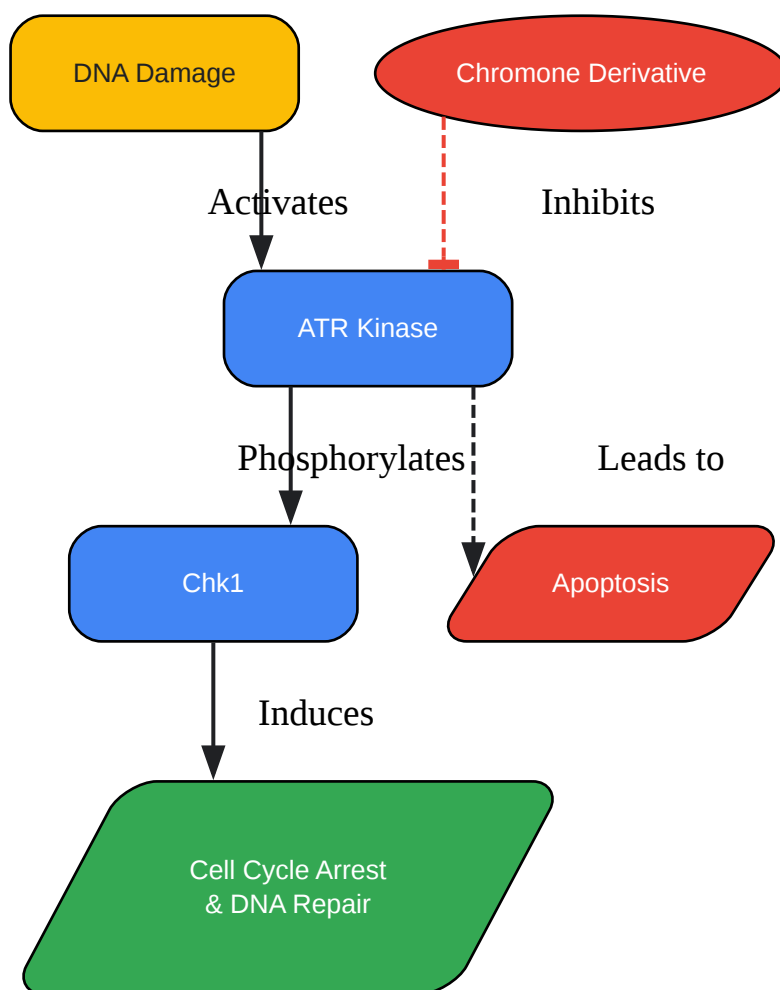 DNA Damage
Chromone Derivative
Activates
Inhibits
ATR Kinase
Phosphorylates
Leads to
Chk1
Apoptosis
Induces
Cell Cycle Arrest
& DNA Repair